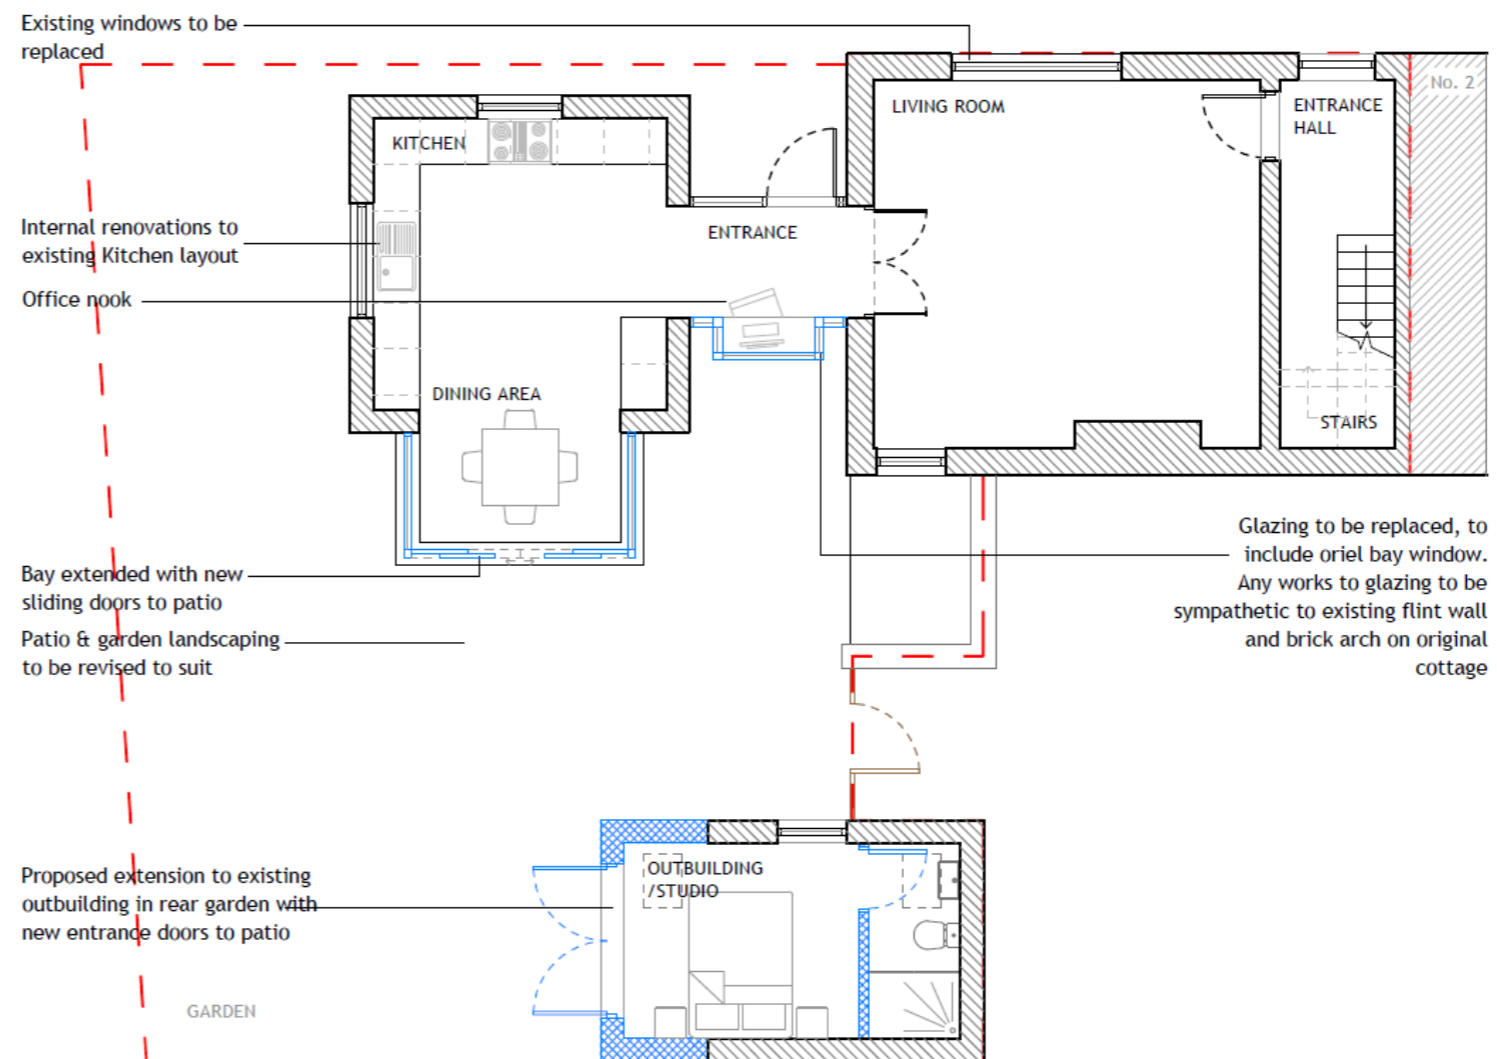 Existing windows to be
replaced
No. 2
LIVING ROOM
ENTRANCE
HALL
KITCHEN
Internal renovations to
existing Kitchen layout
ENTRANCE
Office nook
DINING AREA
STAIRS
Glazing to be replaced, to
include oriel bay window.
Any works to glazing to be
sympathetic to existing flint wall
and brick arch on original
cottage
Bay extended with new
sliding doors to patio
Patio & garden landscaping
to be revised to suit
OUTBUILDING
/STUDIO
Proposed extension to existing
outbuilding in rear garden with
new entrance doors to patio
GARDEN